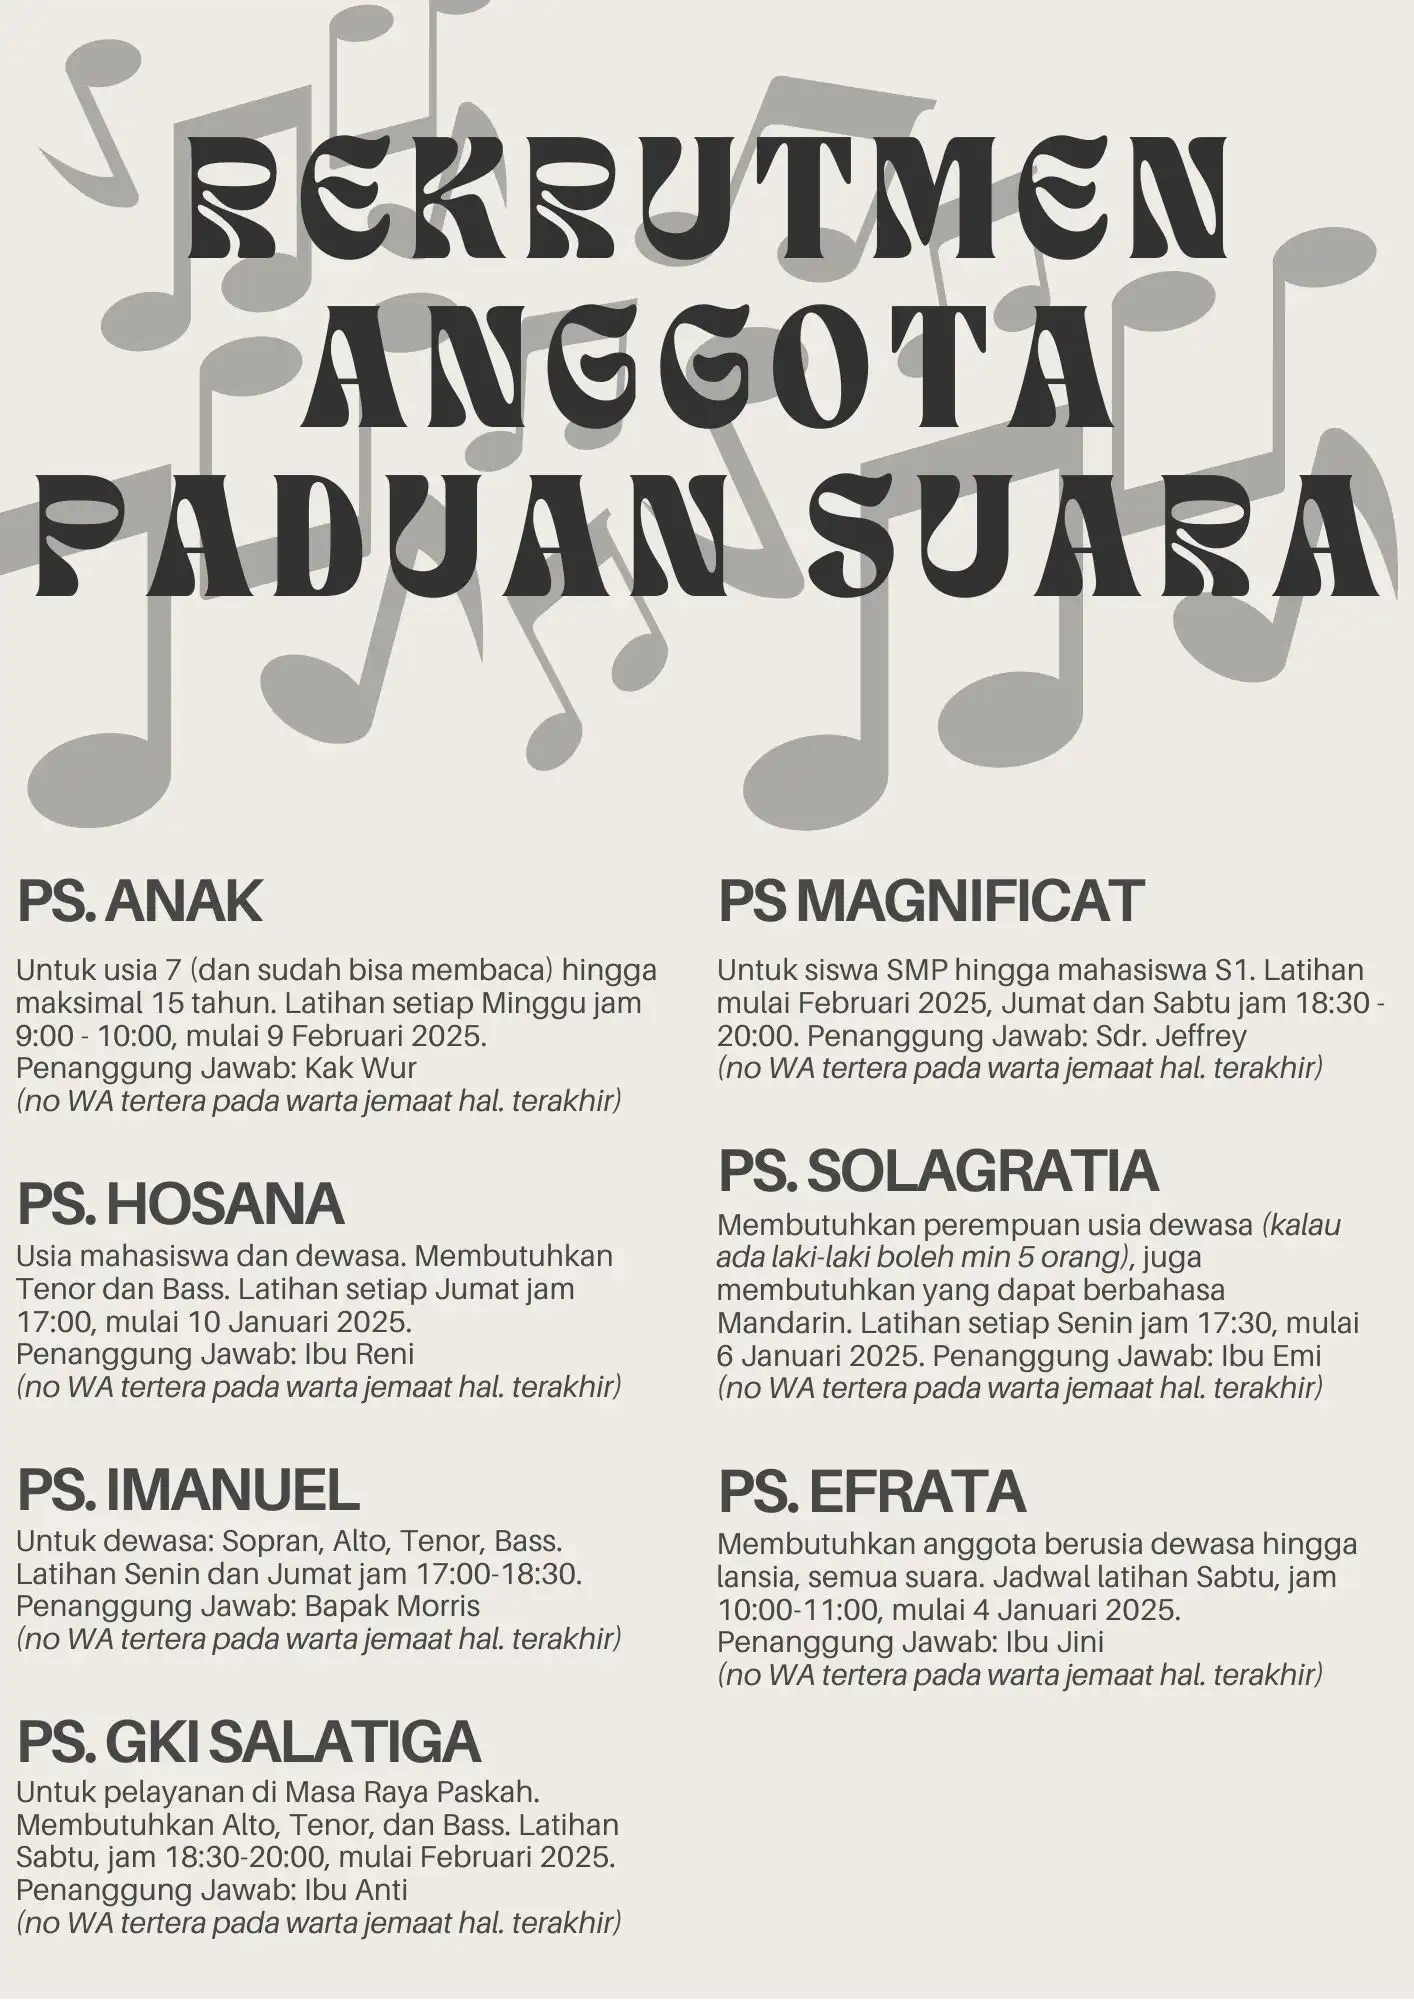 REKRUTMEN
ANGGOTA
PADUAN SUARA
PS. ANAK
Untuk usia 7 (dan sudah bisa membaca) hingga
maksimal 15 tahun. Latihan setiap Minggu jam
9:00 - 10:00, mulai 9 Februari 2025.
Penanggung Jawab: Kak Wur
(no WA tertera pada warta jemaat hal. terakhir)
PS. HOSANA
Usia mahasiswa dan dewasa. Membutuhkan
Tenor dan Bass. Latihan setiap Jumat jam
17:00, mulai 10 Januari 2025.
Penanggung Jawab: Ibu Reni
(no WA tertera pada warta jemaat hal. terakhir)
PS. IMANUEL
Untuk dewasa: Sopran, Alto, Tenor, Bass.
Latihan Senin dan Jumat jam 17:00-18:30.
Penanggung Jawab: Bapak Morris
(no WA tertera pada warta jemaat hal. terakhir)
PS. GKI SALATIGA
Untuk pelayanan di Masa Raya Paskah.
Membutuhkan Alto, Tenor, dan Bass. Latihan
Sabtu, jam 18:30-20:00, mulai Februari 2025.
Penanggung Jawab: Ibu Anti
(no WA tertera pada warta jemaat hal. terakhir)
PS MAGNIFICAT
Untuk siswa SMP hingga mahasiswa S1. Latihan
mulai Februari 2025, Jumat dan Sabtu jam 18:30 -
20:00. Penanggung Jawab: Sdr. Jeffrey
(no WA tertera pada warta jemaat hal. terakhir)
PS. SOLAGRATIA
Membutuhkan perempuan usia dewasa (kalau
ada laki-laki boleh min 5 orang), juga
membutuhkan yang dapat berbahasa
Mandarin. Latihan setiap Senin jam 17:30, mulai
6 Januari 2025. Penanggung Jawab: Ibu Emi
(no WA tertera pada warta jemaat hal. terakhir)
PS. EFRATA
Membutuhkan anggota berusia dewasa hingga
lansia, semua suara. Jadwal latihan Sabtu, jam
10:00-11:00, mulai 4 Januari 2025.
Penanggung Jawab: Ibu Jini
(no WA tertera pada warta jemaat hal. terakhir)